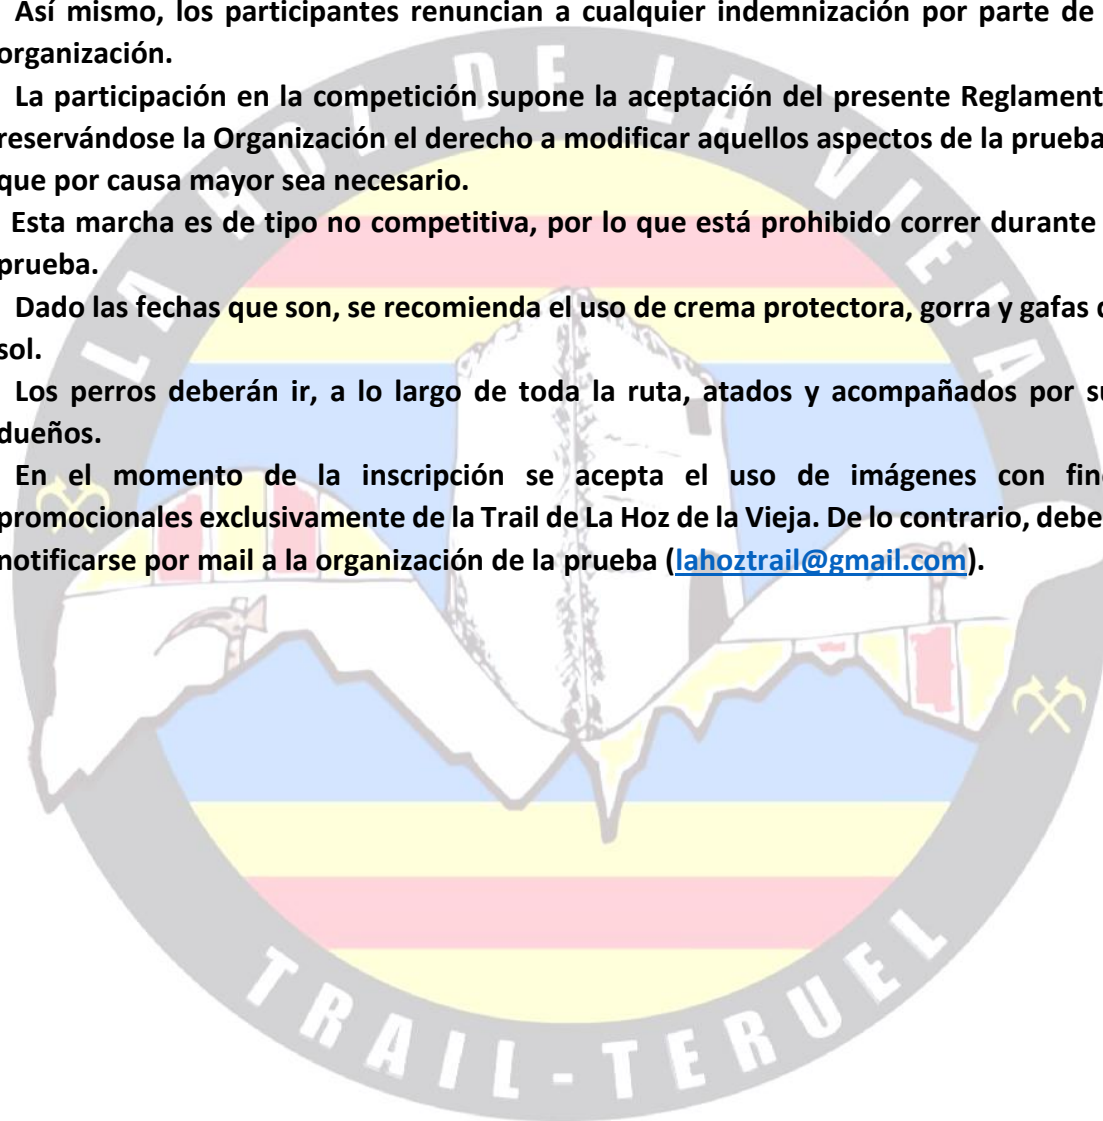 Así mismo, los participantes renuncian a cualquier indemnización por parte de
organización.
La participación en la competición supone la aceptación del presente
reservándose la Organización el derecho a modificar aquellos aspectos de la prueba
que por causa mayor sea necesario.
Esta marcha es de tipo no competitiva, por lo que está prohibido correr durante
prueba.
Dado las fechas que son, se recomienda el uso de crema protectora, gorra y gafas
sol.
Los perros deberán ir, a lo largo de toda la ruta, atados y acompañados por
dueños.
En el momento de la inscripción se acepta el uso de imágenes con
promocionales exclusivamente de la Trail de La Hoz de la Vieja. De lo contrario,
notificarse por mail a la organización de la prueba (lahoztrail@gmail.com).
LA HOZ DE LA VIEJA
TRAIL-TERUEL